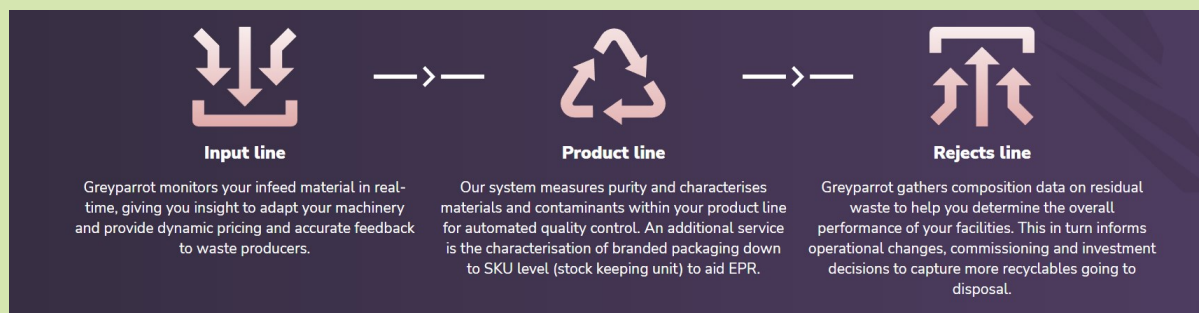 Input line
Greyparrot monitors your infeed material in real-
time, giving you insight to adapt your machinery
and provide dynamic pricing and accurate feedback
to waste producers.
Product line
Our system measures purity and characterises
materials and contaminants within your product line
for automated quality control. An additional service
is the characterisation of branded packaging down
to SKU level (stock keeping unit) to aid EPR.
Rejects line
Greyparrot gathers composition data on residual
waste to help you determine the overall
performance of your facilities. This in turn informs
operational changes, commissioning and investment
decisions to capture more recyclables going to
disposal.